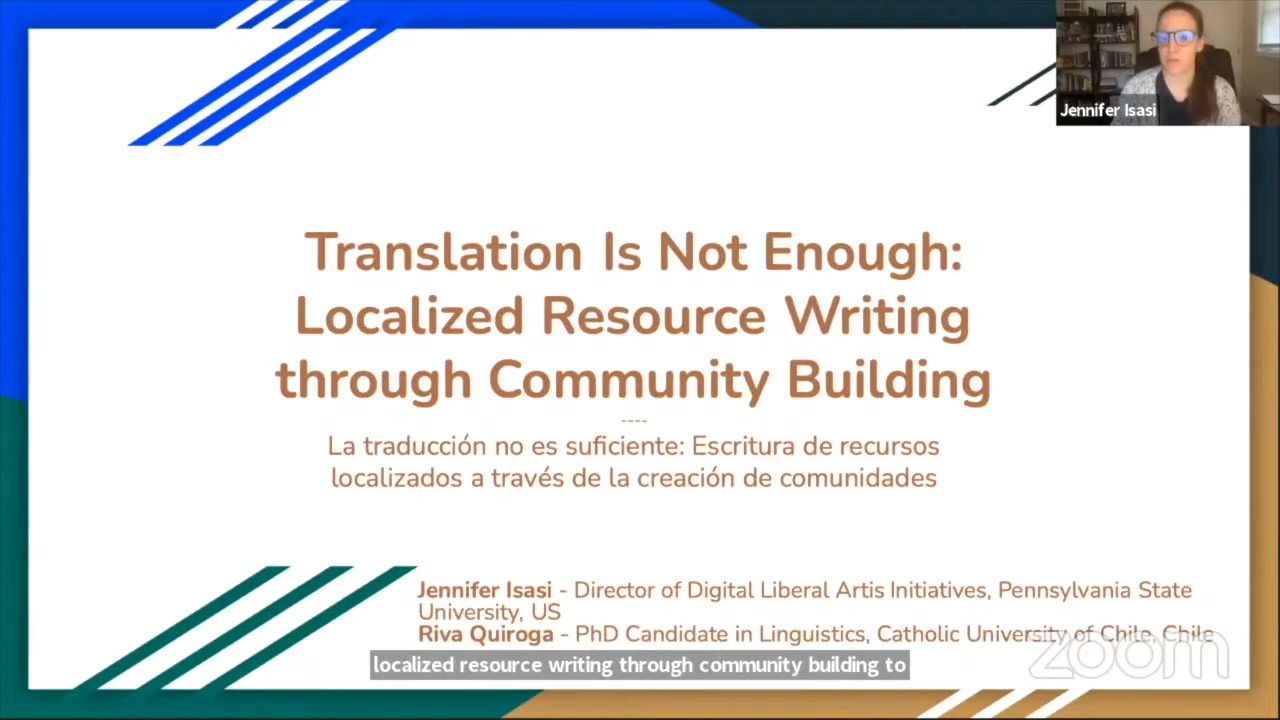 Jennifer Isasi
Translation Is Not Enough:
Localized Resource Writing
through Community Building
----
La traducción no es suficiente: Escritura de recursos
localizados a través de la creación de comunidades
Jennifer Isasi - Director of Digital Liberal Artis Initiatives, Pennsylvania State
University, US
Riva Quiroga - PhD Candidate in Linguistics, Catholic University of Chile, Chile
zoom
localized resource writing through community building to